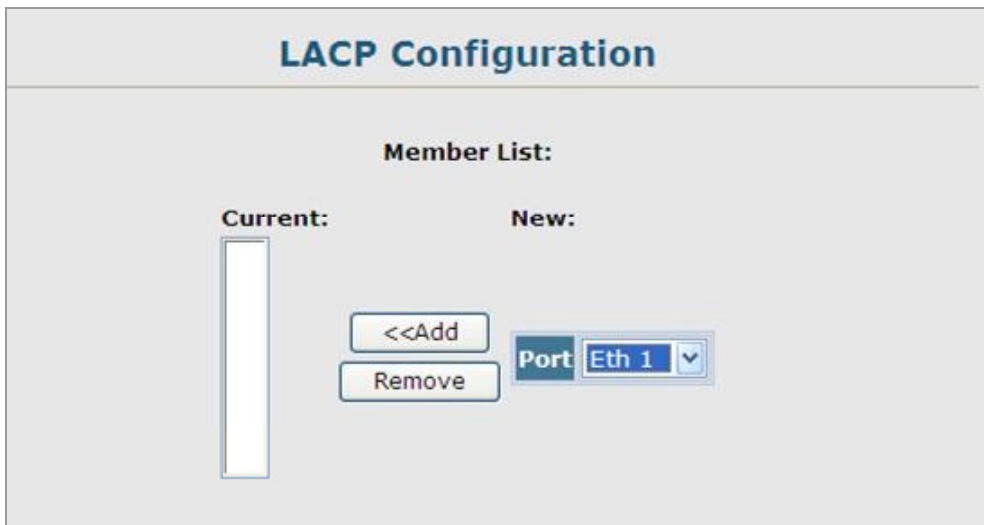 LACP Configuration
Member List:
Current:
New:
<<Add
Remove
Port
Eth 1